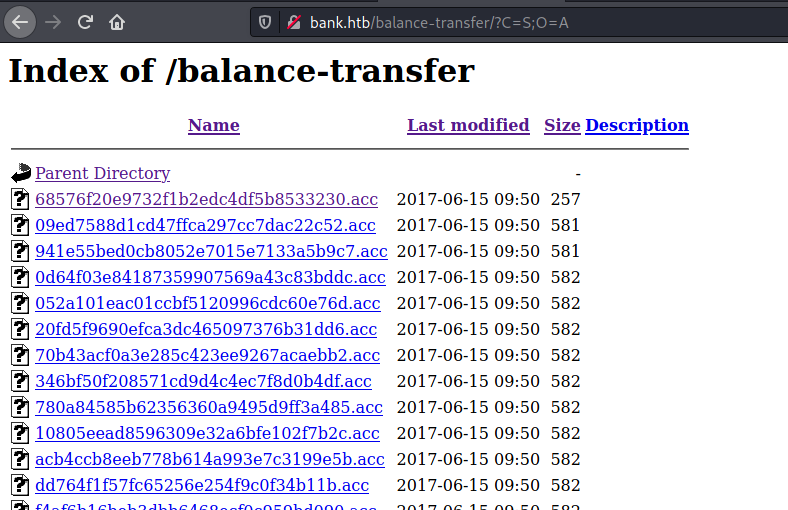 bank.htb/balance-transfer/?C=S;O=A
Index of /balance-transfer
Name Last modified Size Description
Parent Directory -
68576f20e9732f1b2edc4df5b8533230.acc 2017-06-15 09:50 257
09ed7588d1cd47ffca297cc7dac22c52.acc 2017-06-15 09:50 581
941e55bed0cb8052e7015e7133a5b9c7.acc 2017-06-15 09:50 581
0d64f03e84187359907569a43c83bddc.acc 2017-06-15 09:50 582
052a101eac01ccbf5120996cdc60e76d.acc 2017-06-15 09:50 582
20fd5f9690efca3dc465097376b31dd6.acc 2017-06-15 09:50 582
70b43acf0a3e285c423ee9267acaebb2.acc 2017-06-15 09:50 582
346bf50f208571cd9d4c4ec7f8d0b4df.acc 2017-06-15 09:50 582
780a84585b62356360a9495d9ff3a485.acc 2017-06-15 09:50 582
10805eead8596309e32a6bfe102f7b2c.acc 2017-06-15 09:50 582
acb4ccb8eeb778b614a993e7c3199e5b.acc 2017-06-15 09:50 582
dd764f1f57fc65256e254f9c0f34b11b.acc 2017-06-15 09:50 582
2017-06-15 09:50 582